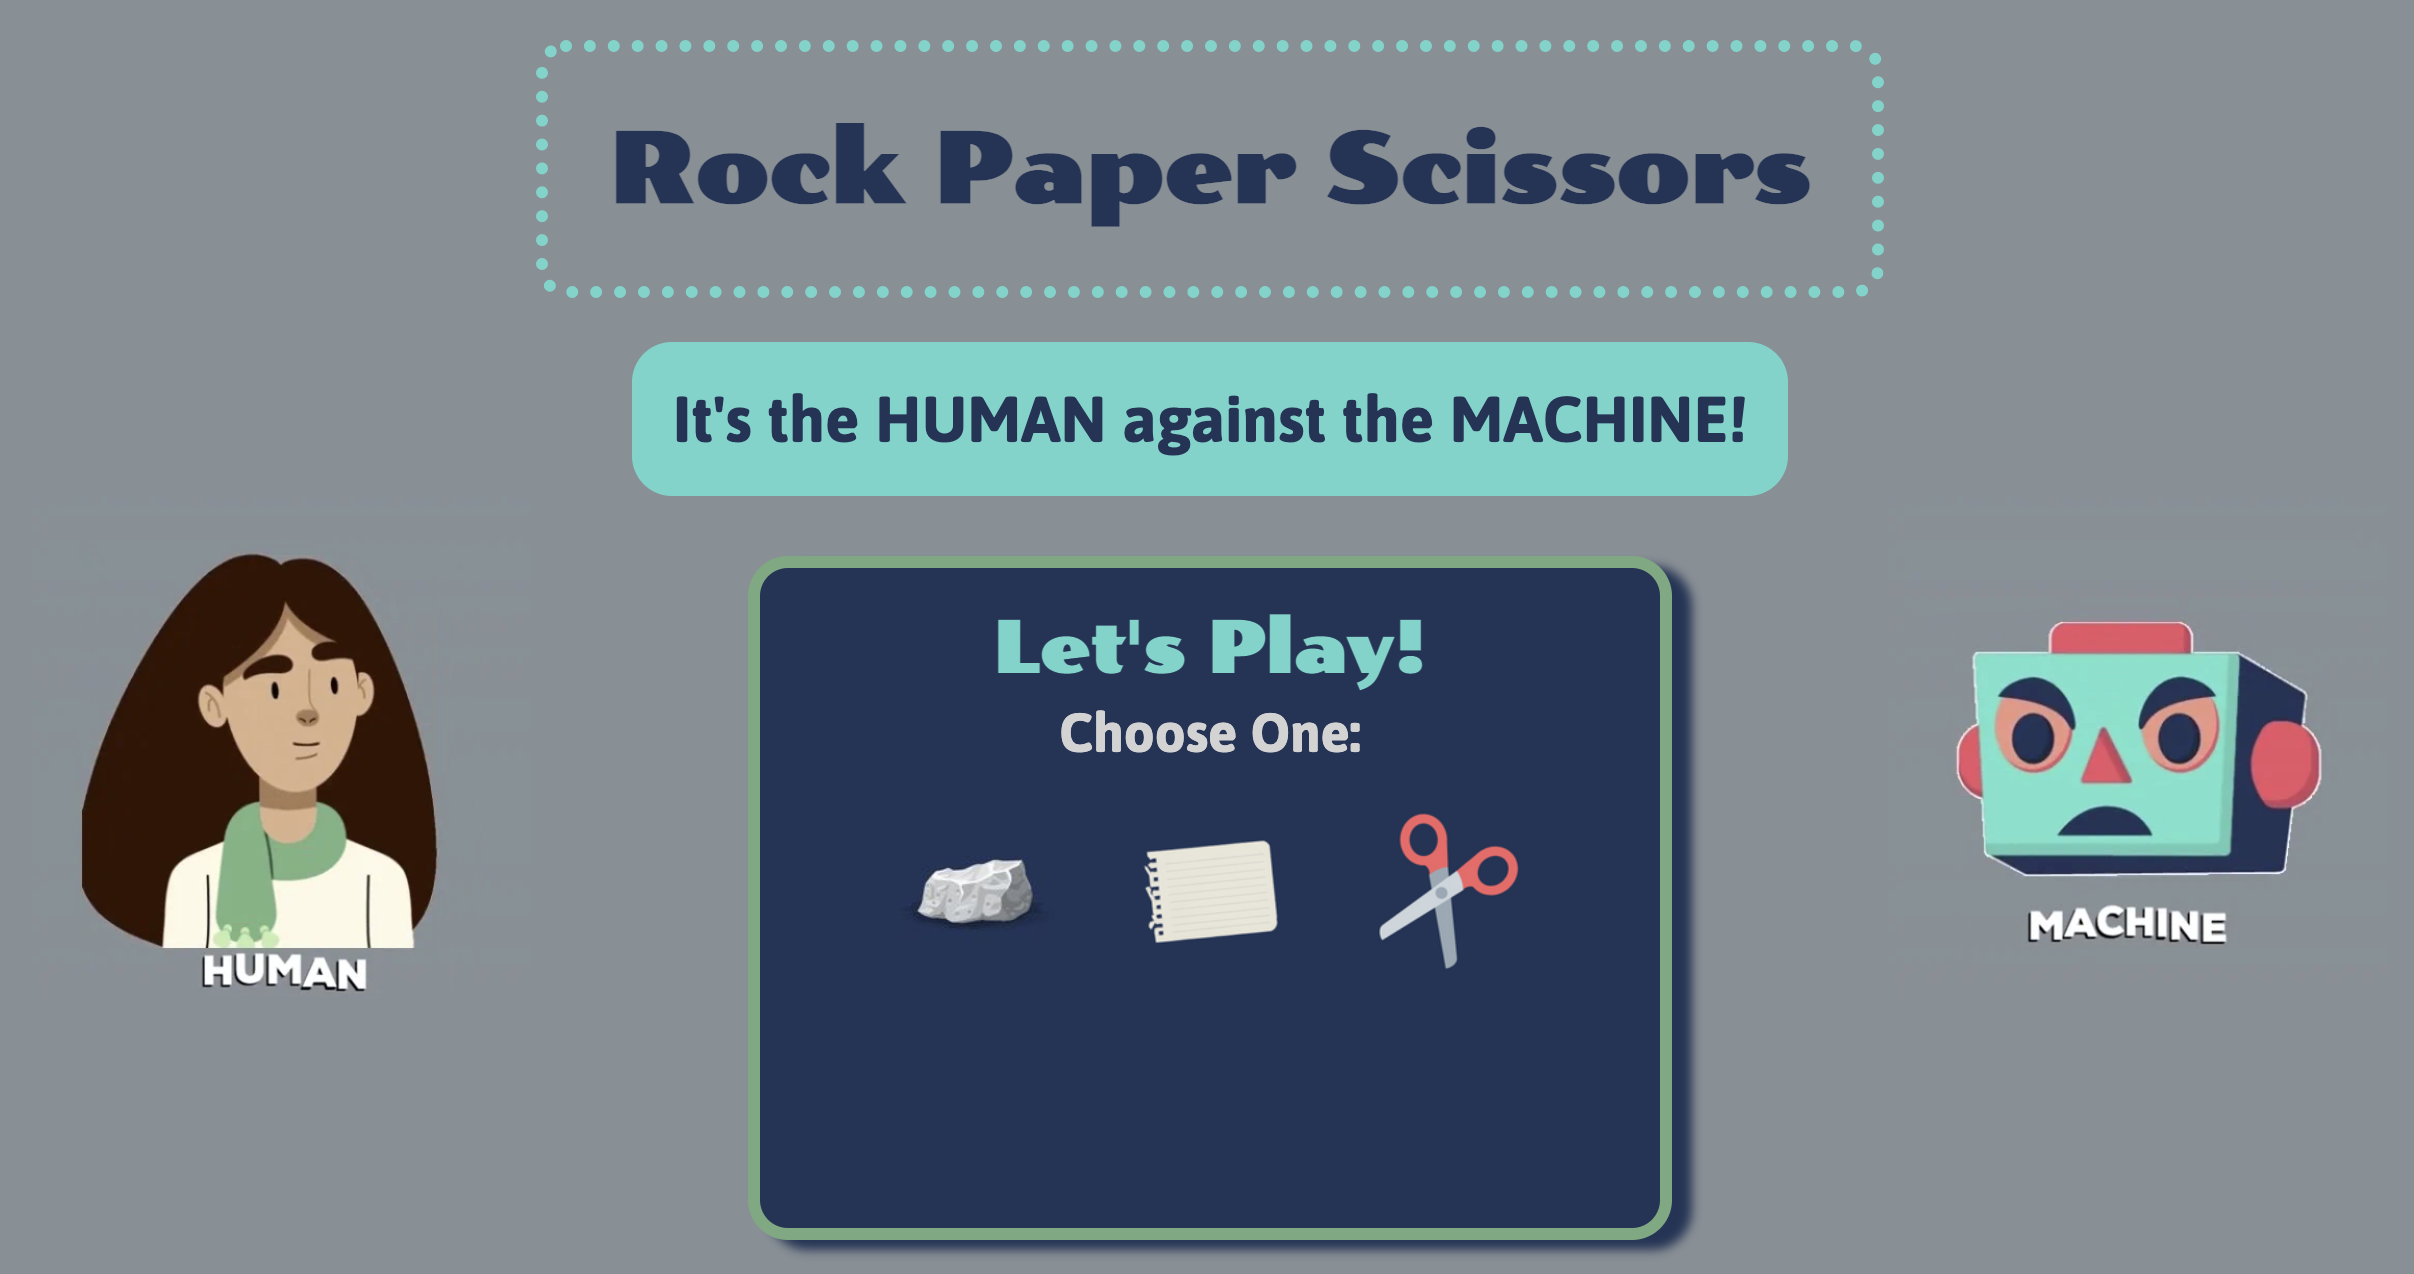 Rock Paper Scissors
It's the HUMAN against the MACHINE!
Let's Play!
Choose One:
HUMAN
MACHINE